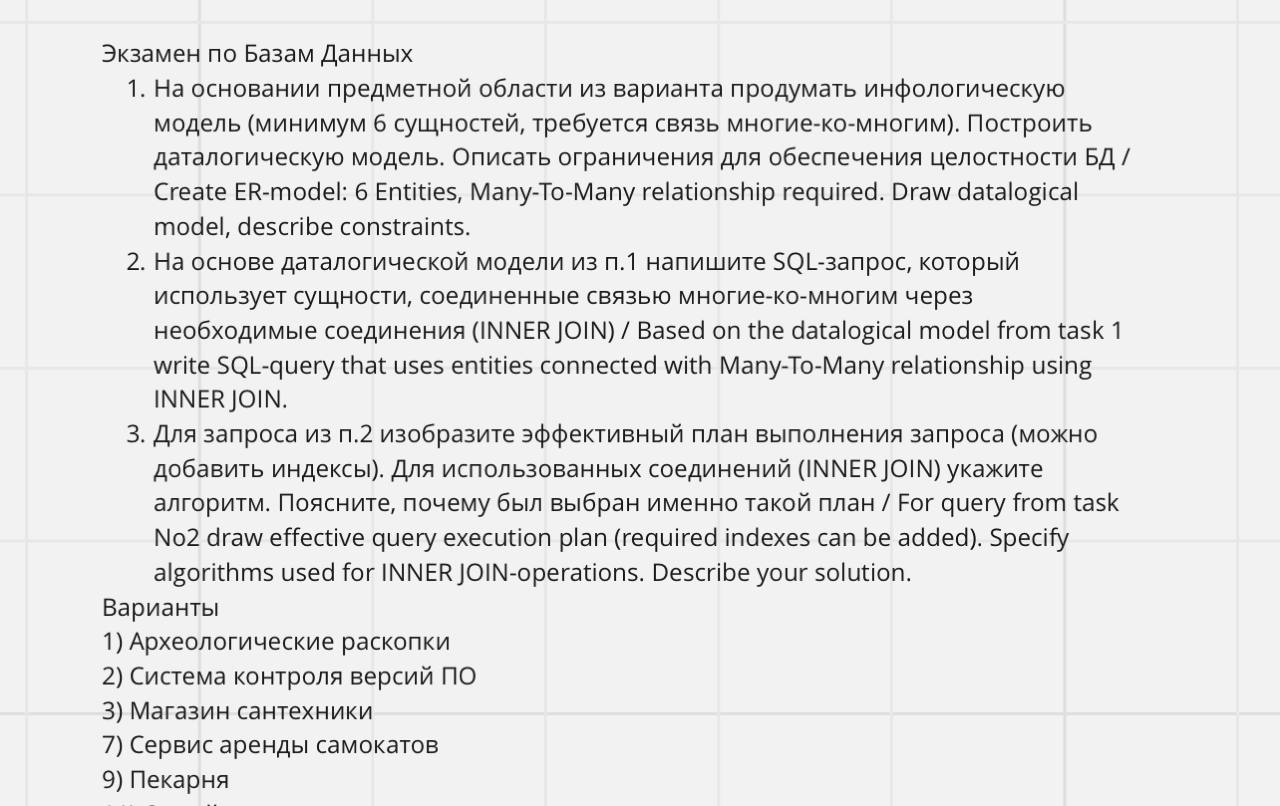 Экзамен по Базам Данных
1. На основании предметной области из варианта продумать инфологическую
модель (минимум 6 сущностей, требуется связь многие-ко-многим). Построить
даталогическую модель. Описать ограничения для обеспечения целостности БД /
Create ER-model: 6 Entities, Many-To-Many relationship required. Draw datalogical
model, describe constraints.
2. На основе даталогической модели из п.1 напишите SQL-запрос, который
использует сущности, соединенные связью многие-ко-многим через
необходимые соединения (INNER JOIN) / Based on the datalogical model from task 1
write SQL-query that uses entities connected with Many-To-Many relationship using
INNER JOIN.
3. Для запроса из п.2 изобразите эффективный план выполнения запроса (можно
добавить индексы). Для использованных соединений (INNER JOIN) укажите
алгоритм. Поясните, почему был выбран именно такой план / For query from task
No2 draw effective query execution plan (required indexes can be added). Specify
algorithms used for INNER JOIN-operations. Describe your solution.
Варианты
1) Археологические раскопки
2) Система контроля версий ПО
3) Магазин сантехники
7) Сервис аренды самокатов
9) Пекарня